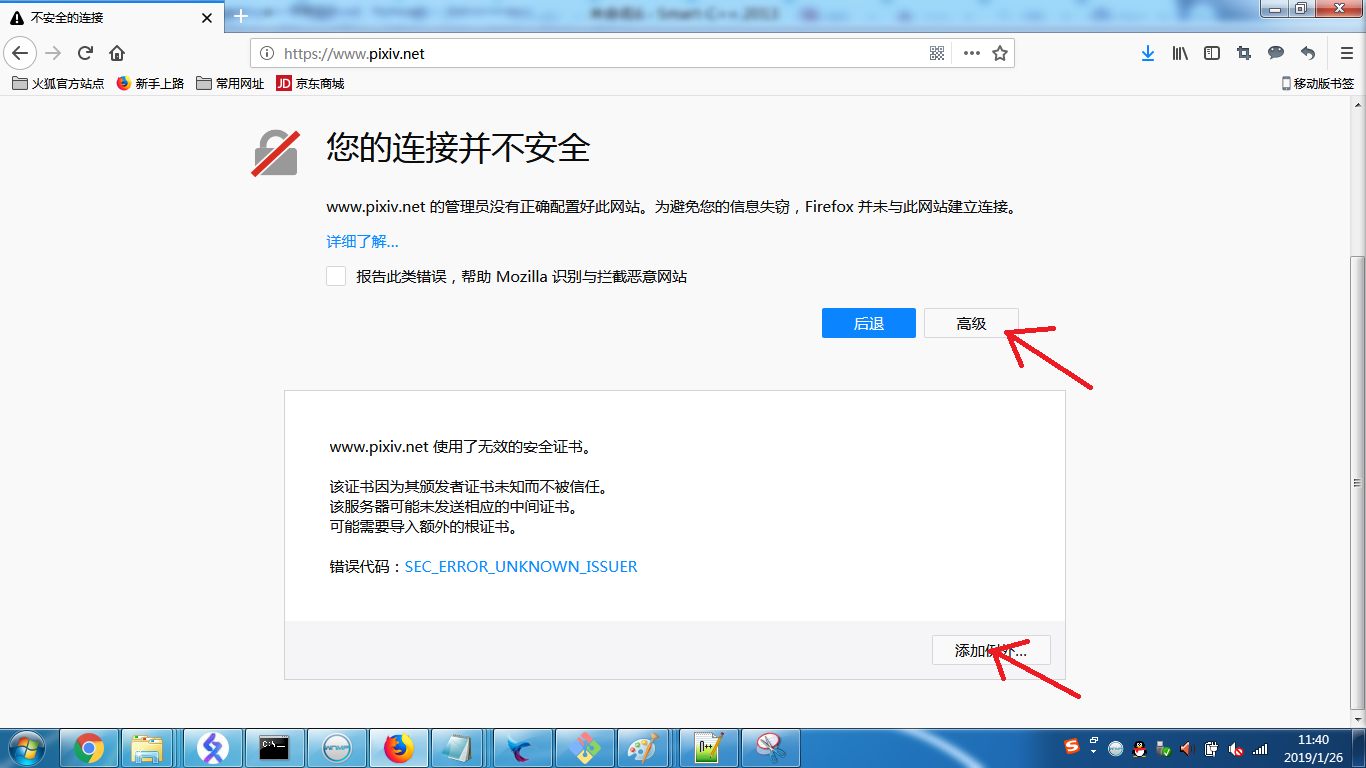 不安全的连接
https://www.pixiv.net
火狐官方站点 新手上路 常用网址 JD 京东商城 移动版书签
您的连接并不安全
www.pixiv.net 的管理员没有正确配置好此网站。为避免您的信息失窃，Firefox 并未与此网站建立连接。
详细了解...
报告此类错误，帮助 Mozilla 识别与拦截恶意网站
后退 高级
www.pixiv.net 使用了无效的安全证书。
该证书因为其颁发者证书未知而不被信任。
该服务器可能未发送相应的中间证书。
可能需要导入额外的根证书。
错误代码：SEC_ERROR_UNKNOWN_ISSUER
添加例外...
11:40
2019/1/26